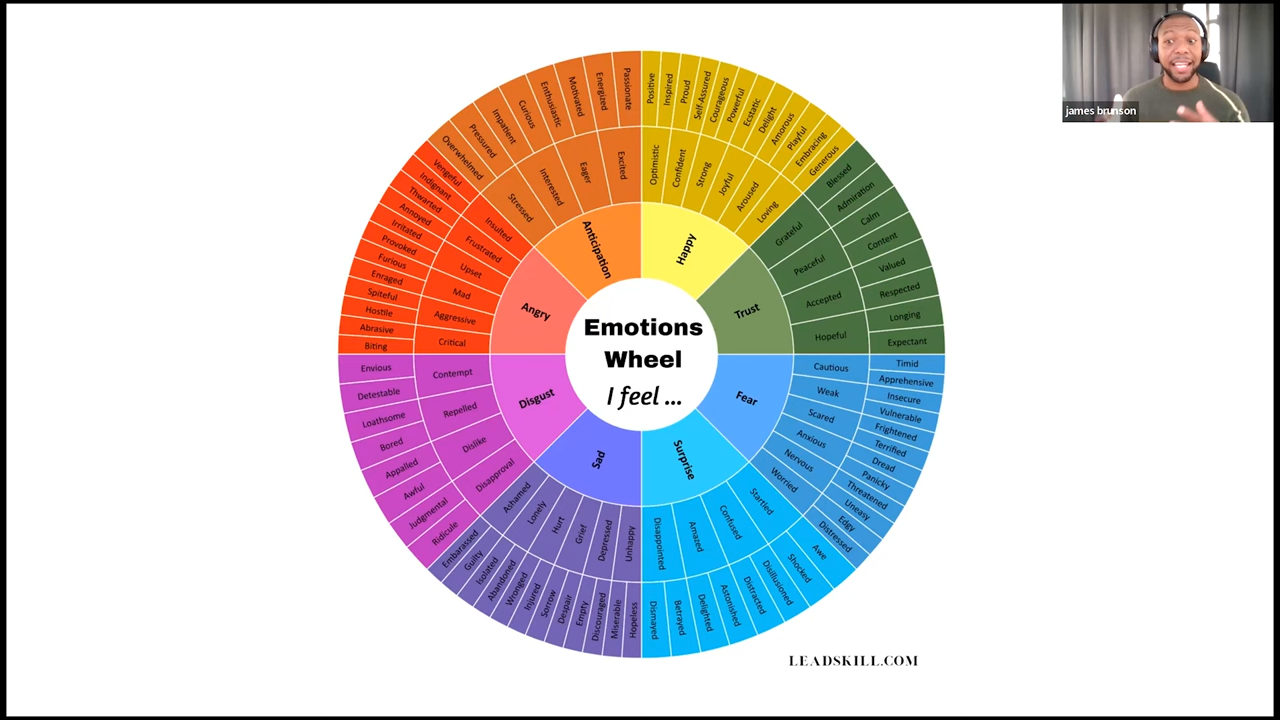 james brunson
Emotions
Wheel
I feel ...
Happy
Optimistic
Confident
Strong
Joyful
Aroused
Loving
Positive
Inspired
Proud
Self-Assured
Courageous
Powerful
Ecstatic
Delight
Amorous
Playful
Embracing
Generous
Trust
Grateful
Peaceful
Accepted
Hopeful
Blessed
Admiration
Calm
Content
Valued
Respected
Longing
Expectant
Fear
Cautious
Weak
Scared
Anxious
Nervous
Worried
Timid
Apprehensive
Insecure
Vulnerable
Frightened
Terrified
Dread
Panicky
Threatened
Uneasy
Edgy
Distressed
Surprise
Startled
Confused
Amazed
Disappointed
Awe
Shocked
Disillusioned
Distracted
Astonished
Delighted
Betrayed
Dismayed
Sad
Unhappy
Depressed
Grief
Hurt
Lonely
Ashamed
Hopeless
Miserable
Discouraged
Empty
Despair
Sorrow
Injured
Wronged
Abandoned
Isolated
Guilty
Embarassed
Disgust
Disapproval
Dislike
Repelled
Contempt
Ridicule
Judgmental
Awful
Appalled
Bored
Loathsome
Detestable
Envious
Angry
Critical
Aggressive
Mad
Upset
Frustrated
Insulted
Biting
Abrasive
Hostile
Spiteful
Enraged
Furious
Provoked
Irritated
Annoyed
Thwarted
Indignant
Vengeful
Anticipation
Stressed
Interested
Eager
Excited
Overwhelmed
Pressured
Impatient
Curious
Enthusiastic
Motivated
Energized
Passionate
LEADSKILL.COM